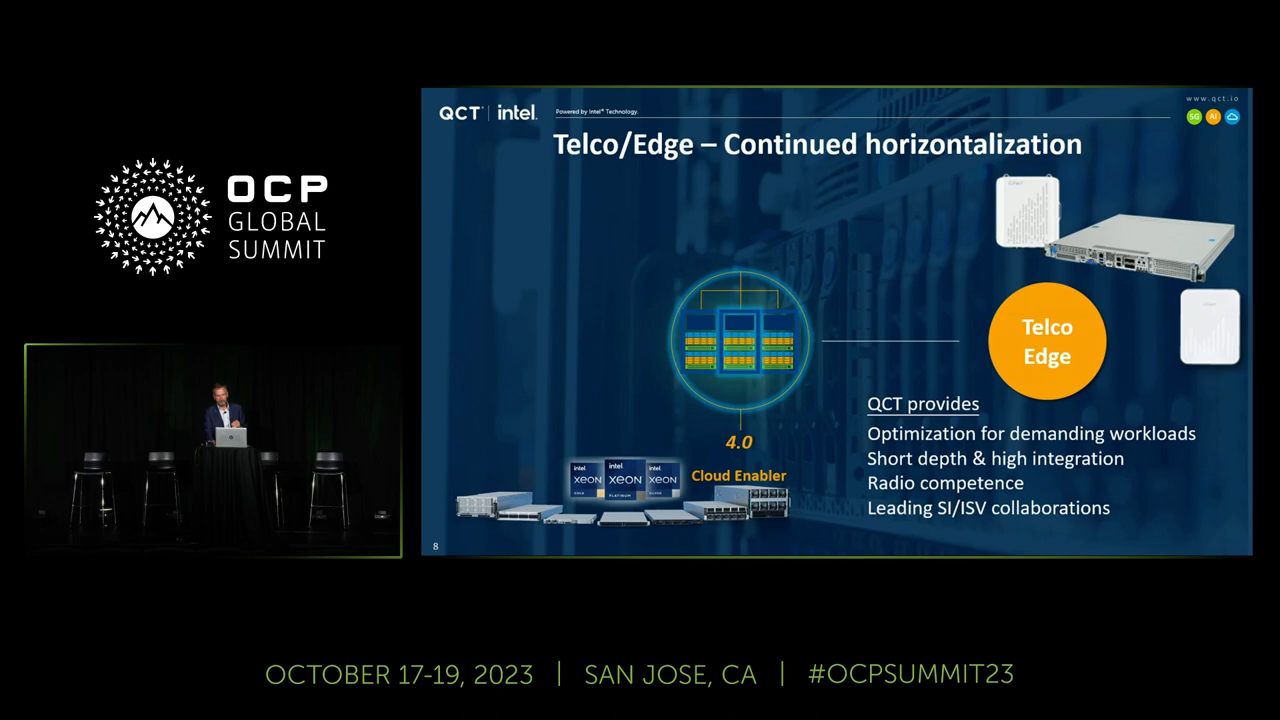 OCP
GLOBAL
SUMMIT
QCT | intel.
Powered by Intel® Technology.
www.qct.io
5G AI
Telco/Edge – Continued horizontalization
Telco
Edge
4.0
Cloud Enabler
intel intel intel
xeon xeon xeon
GOLD PLATINUM SILVER
QCT provides
Optimization for demanding workloads
Short depth & high integration
Radio competence
Leading SI/ISV collaborations
8
OCTOBER 17-19, 2023 | SAN JOSE, CA | #OCPSUMMIT23